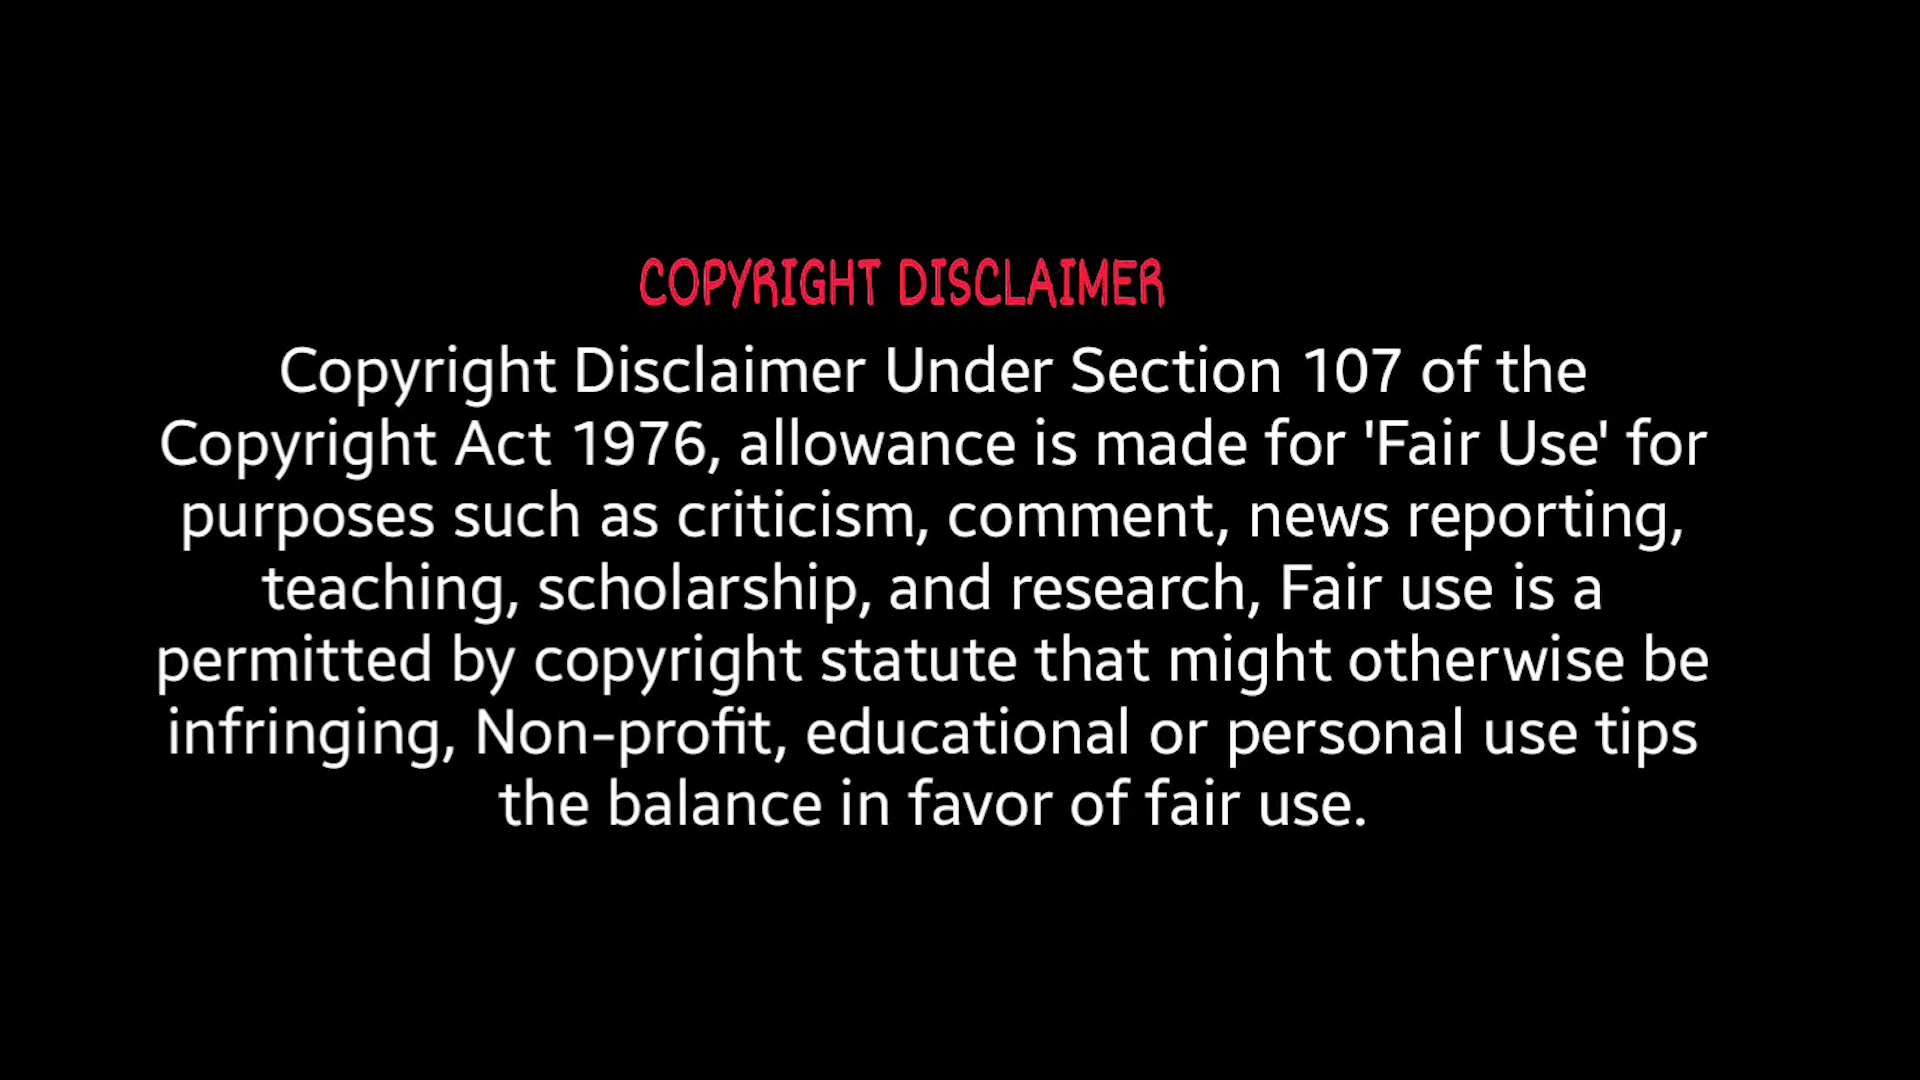 COPYRIGHT DISCLAIMER
Copyright Disclaimer Under Section 107 of the
Copyright Act 1976, allowance is made for 'Fair Use' for
purposes such as criticism, comment, news reporting,
teaching, scholarship, and research, Fair use is a
permitted by copyright statute that might otherwise be
infringing, Non-profit, educational or personal use tips
the balance in favor of fair use.